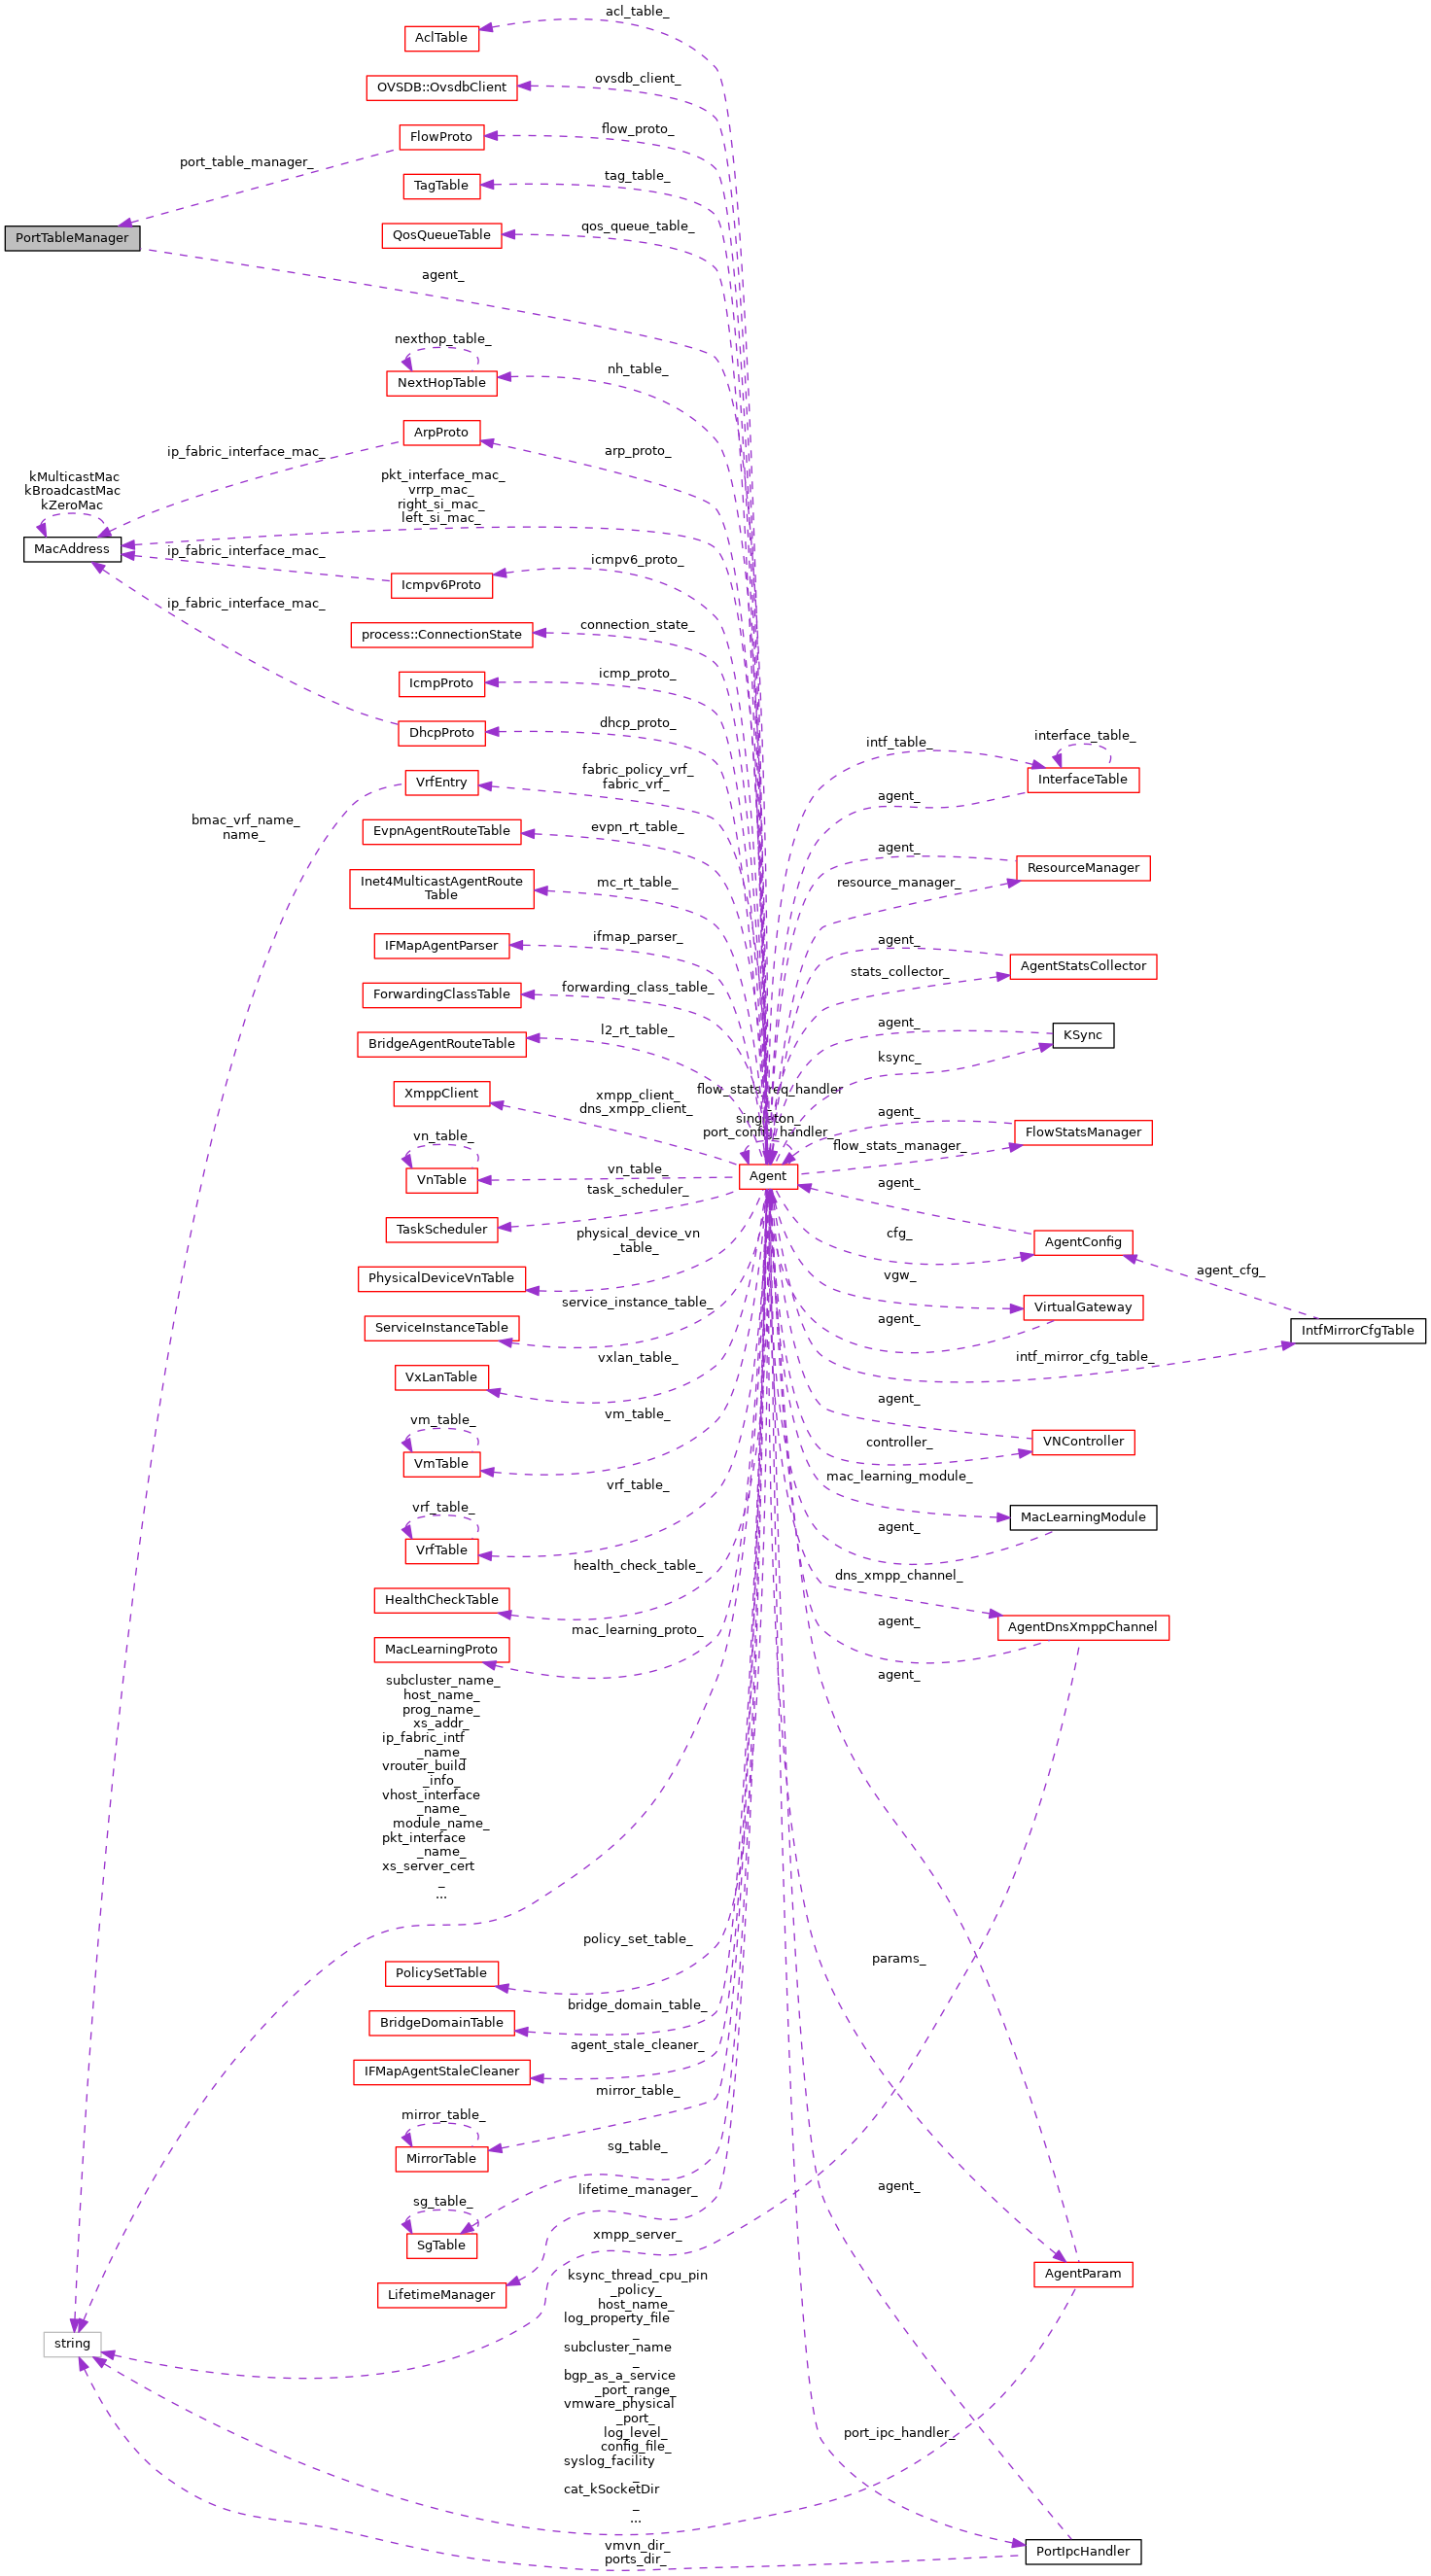 acl_table_
AclTable
ovsdb_client_
OVSDB::OvsdbClient
flow_proto_
FlowProto
port_table_manager_
tag_table_
TagTable
qos_queue_table_
QosQueueTable
PortTableManager
agent_
nexthop_table_
nh_table_
NextHopTable
ArpProto
arp_proto_
ip_fabric_interface_mac_
kMulticastMac
kBroadcastMac
kZeroMac
pkt_interface_mac_
vrrp_mac_
right_si_mac_
left_si_mac_
MacAddress
ip_fabric_interface_mac_
icmpv6_proto_
Icmpv6Proto
ip_fabric_interface_mac_
connection_state_
process::ConnectionState
icmp_proto_
IcmpProto
dhcp_proto_
DhcpProto
intf_table_
interface_table_
InterfaceTable
fabric_policy_vrf_
fabric_vrf_
VrfEntry
agent_
bmac_vrf_name_
name_
evpn_rt_table_
EvpnAgentRouteTable
agent_
ResourceManager
resource_manager_
Inet4MulticastAgentRoute
Table
mc_rt_table_
ifmap_parser_
IFMapAgentParser
agent_
AgentStatsCollector
stats_collector_
forwarding_class_table_
ForwardingClassTable
agent_
KSync
l2_rt_table_
BridgeAgentRouteTable
ksync_
flow_stats_req_handler
_
singleton_
port_config_handler_
xmpp_client_
dns_xmpp_client_
XmppClient
agent_
FlowStatsManager
flow_stats_manager_
vn_table_
VnTable
vn_table_
Agent
agent_
task_scheduler_
TaskScheduler
cfg_
AgentConfig
physical_device_vn
_table_
PhysicalDeviceVnTable
vgw_
agent_cfg_
VirtualGateway
service_instance_table_
ServiceInstanceTable
agent_
IntfMirrorCfgTable
vxlan_table_
VxLanTable
intf_mirror_cfg_table_
agent_
vm_table_
vm_table_
VmTable
controller_
VNController
mac_learning_module_
vrf_table_
vrf_table_
VrfTable
MacLearningModule
agent_
health_check_table_
HealthCheckTable
dns_xmpp_channel_
mac_learning_proto_
MacLearningProto
agent_
AgentDnsXmppChannel
agent_
subcluster_name_
host_name_
prog_name_
xs_addr_
ip_fabric_intf
_name_
vrouter_build
_info_
vhost_interface
_name_
module_name_
pkt_interface
_name_
xs_server_cert
_
...
policy_set_table_
PolicySetTable
params_
bridge_domain_table_
BridgeDomainTable
agent_stale_cleaner_
IFMapAgentStaleCleaner
mirror_table_
mirror_table_
MirrorTable
sg_table_
agent_
lifetime_manager_
sg_table_
SgTable
xmpp_server_
LifetimeManager
AgentParam
string
ksync_thread_cpu_pin
_policy_
host_name_
log_property_file
_
subcluster_name
_
bgp_as_a_service
_port_range_
vmware_physical
_port_
log_level_
config_file_
syslog_facility
_
cat_kSocketDir
_
...
port_ipc_handler_
vmvn_dir_
ports_dir_
PortIpcHandler